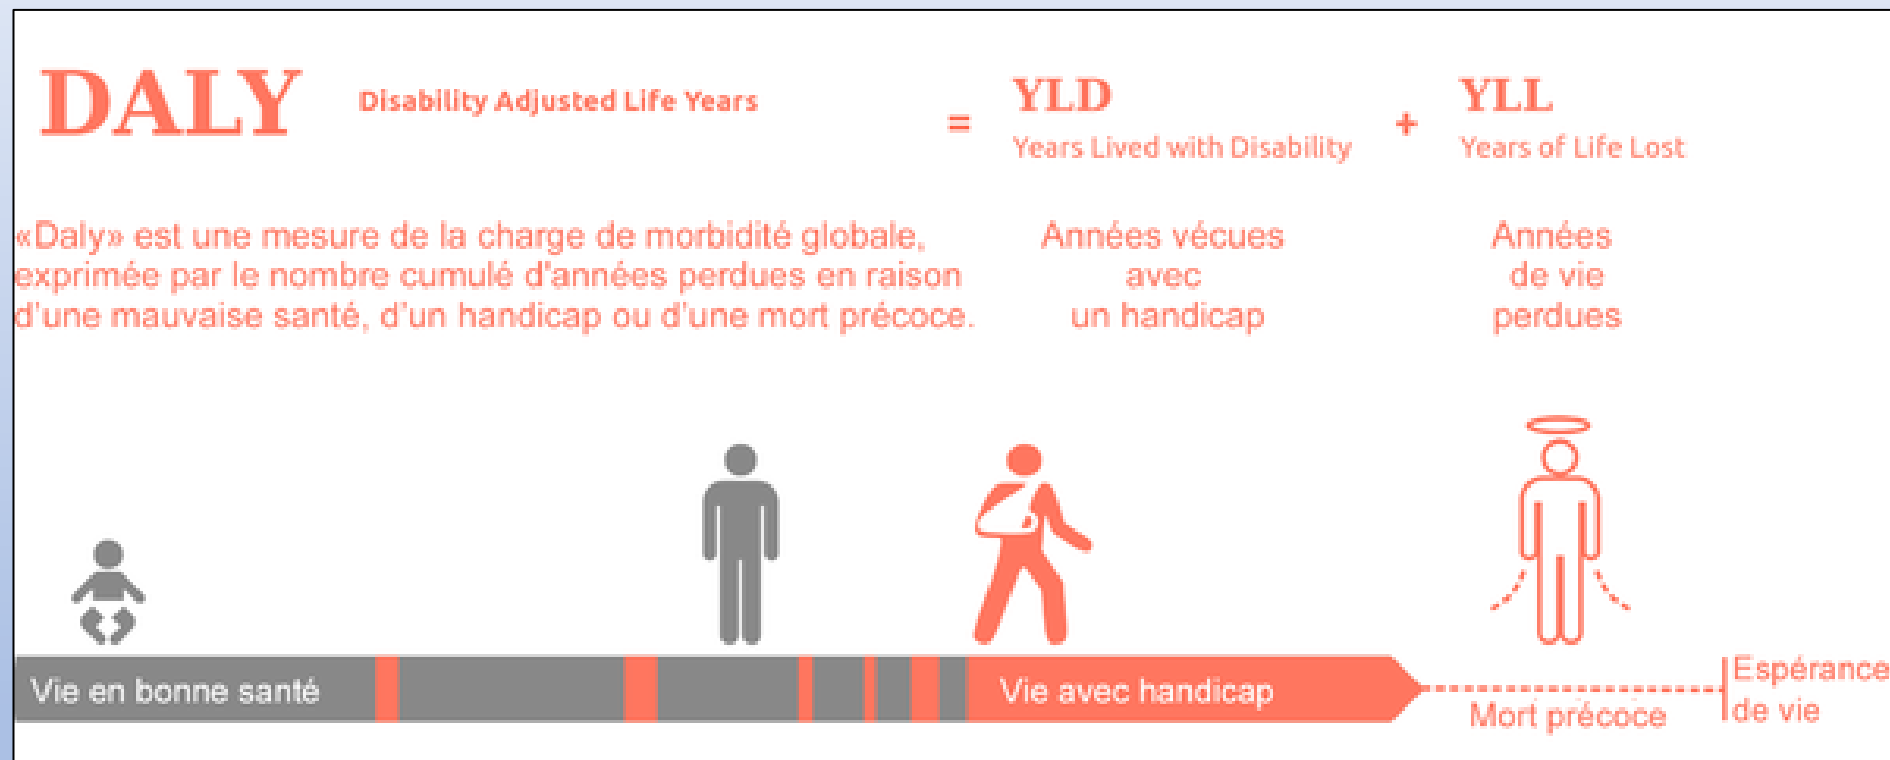 DALY Disability Adjusted Life Years = YLD + YLL
Years Lived with Disability Years of Life Lost
«Daly» est une mesure de la charge de morbidité globale,
exprimée par le nombre cumulé d'années perdues en raison
d'une mauvaise santé, d'un handicap ou d'une mort précoce.
Années vécues
avec
un handicap
Années
de vie
perdues
Vie en bonne santé
Vie avec handicap
Mort précoce
Espérance
de vie